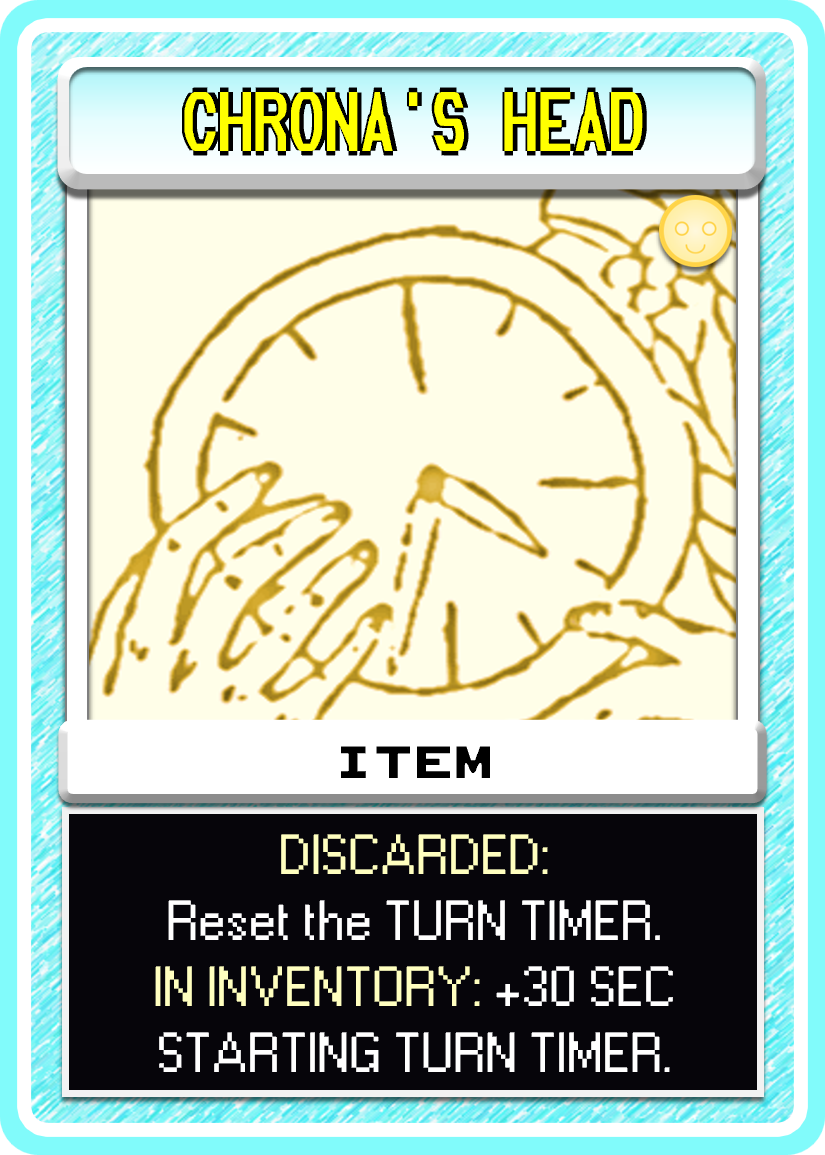 CHRONA'S HEAD
ITEM
DISCARDED:
Reset the TURN TIMER.
IN INVENTORY: +30 SEC
STARTING TURN TIMER.